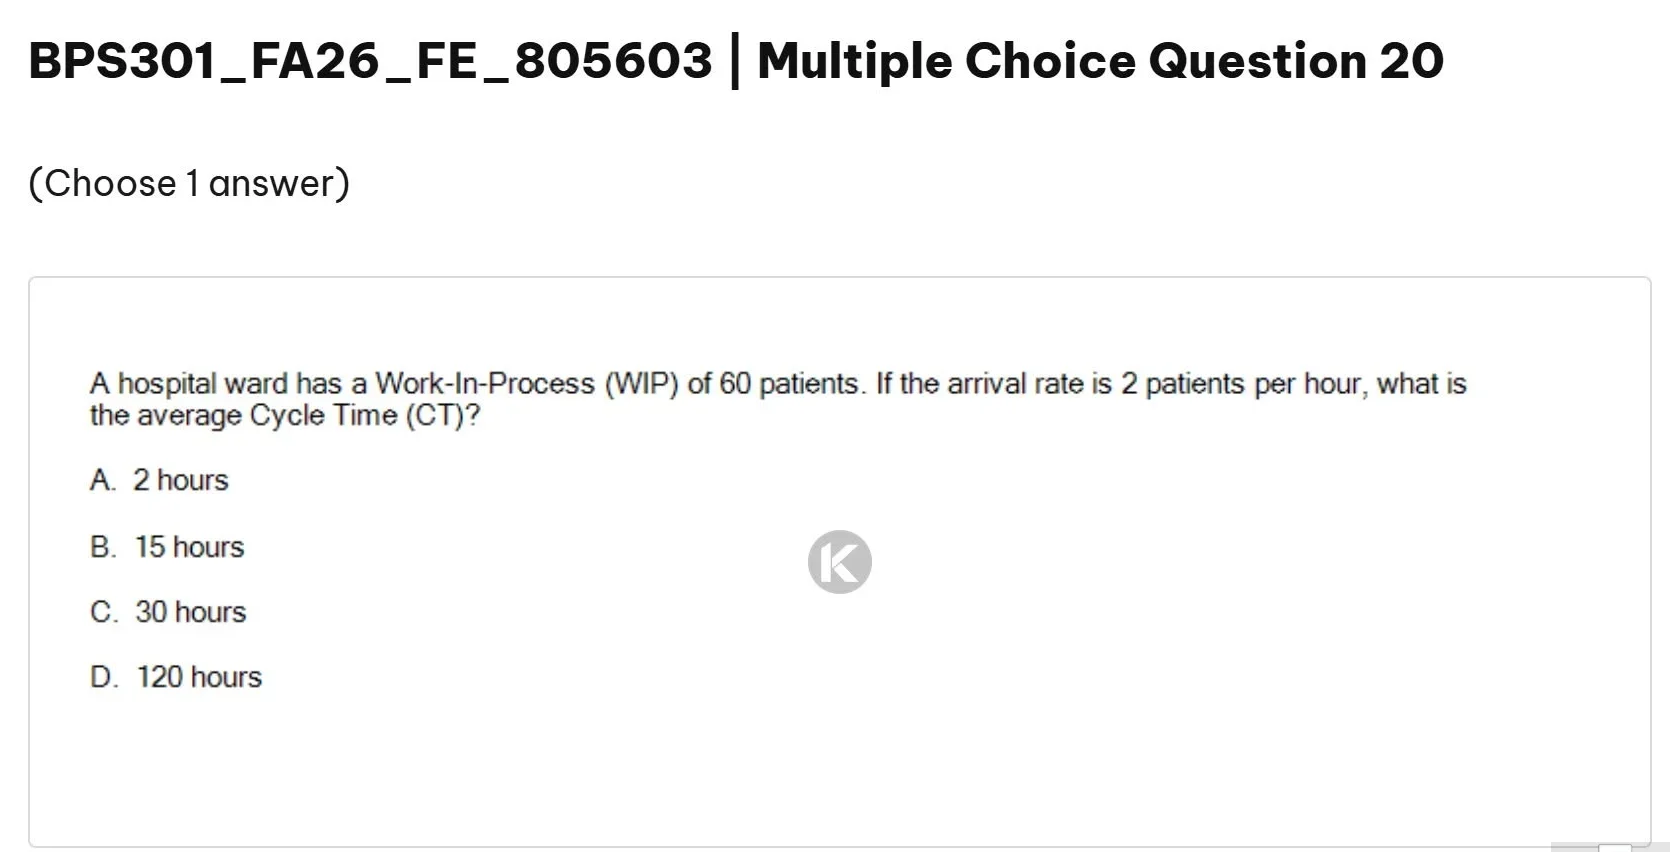 BPS301_FA26_FE_805603 | Multiple Choice Question 20
(Choose 1 answer)
A hospital ward has a Work-In-Process (WIP) of 60 patients. If the arrival rate is 2 patients per hour, what is
the average Cycle Time (CT)?
A. 2 hours
B. 15 hours
C. 30 hours
D. 120 hours
K